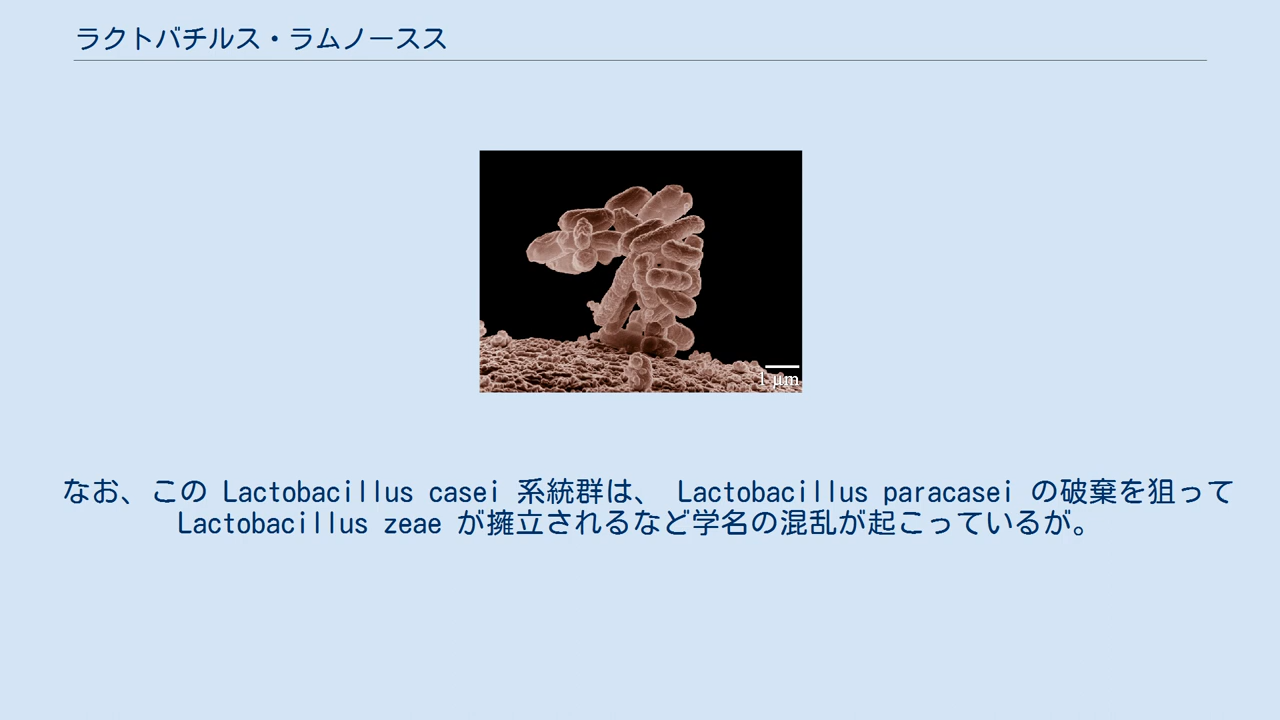 ラクトバチルス・ラムノースス
1 µm
なお、この Lactobacillus casei 系統群は、 Lactobacillus paracasei の破棄を狙って
Lactobacillus zeae が擁立されるなど学名の混乱が起こっているが。